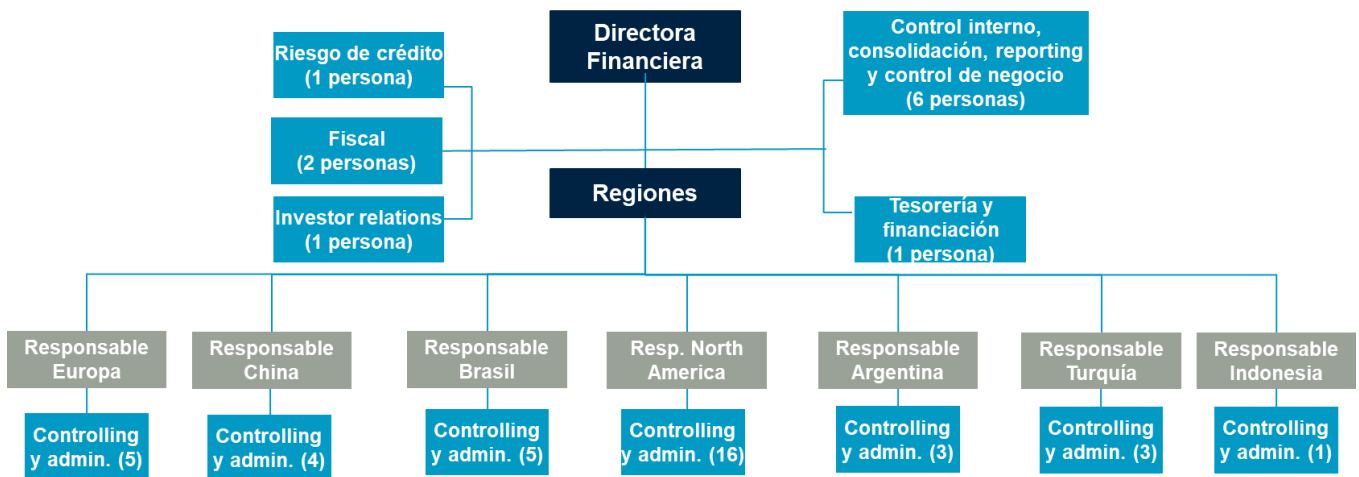 Directora
Financiera
Riesgo de crédito
(1 persona)
Control interno,
consolidación, reporting
y control de negocio
(6 personas)
Fiscal
(2 personas)
Regiones
Investor relations
(1 persona)
Tesorería y
financiación
(1 persona)
Responsable
Europa
Responsable
China
Responsable
Brasil
Resp. North
America
Responsable
Argentina
Responsable
Turquía
Responsable
Indonesia
Controlling
y admin. (5)
Controlling
y admin. (4)
Controlling
y admin. (5)
Controlling
y admin. (16)
Controlling
y admin. (3)
Controlling
y admin. (3)
Controlling
y admin. (1)